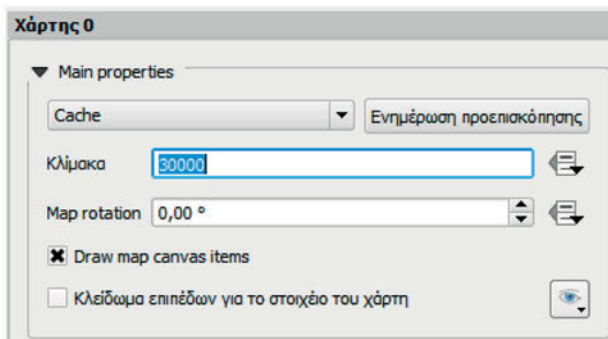 Χάρτης 0
Main properties
Cache Ενημέρωση προεπισκόπησης
Κλίμακα 30000
Map rotation 0,00 °
Draw map canvas items
Κλείδωμα επιπέδων για το στοιχείο του χάρτη